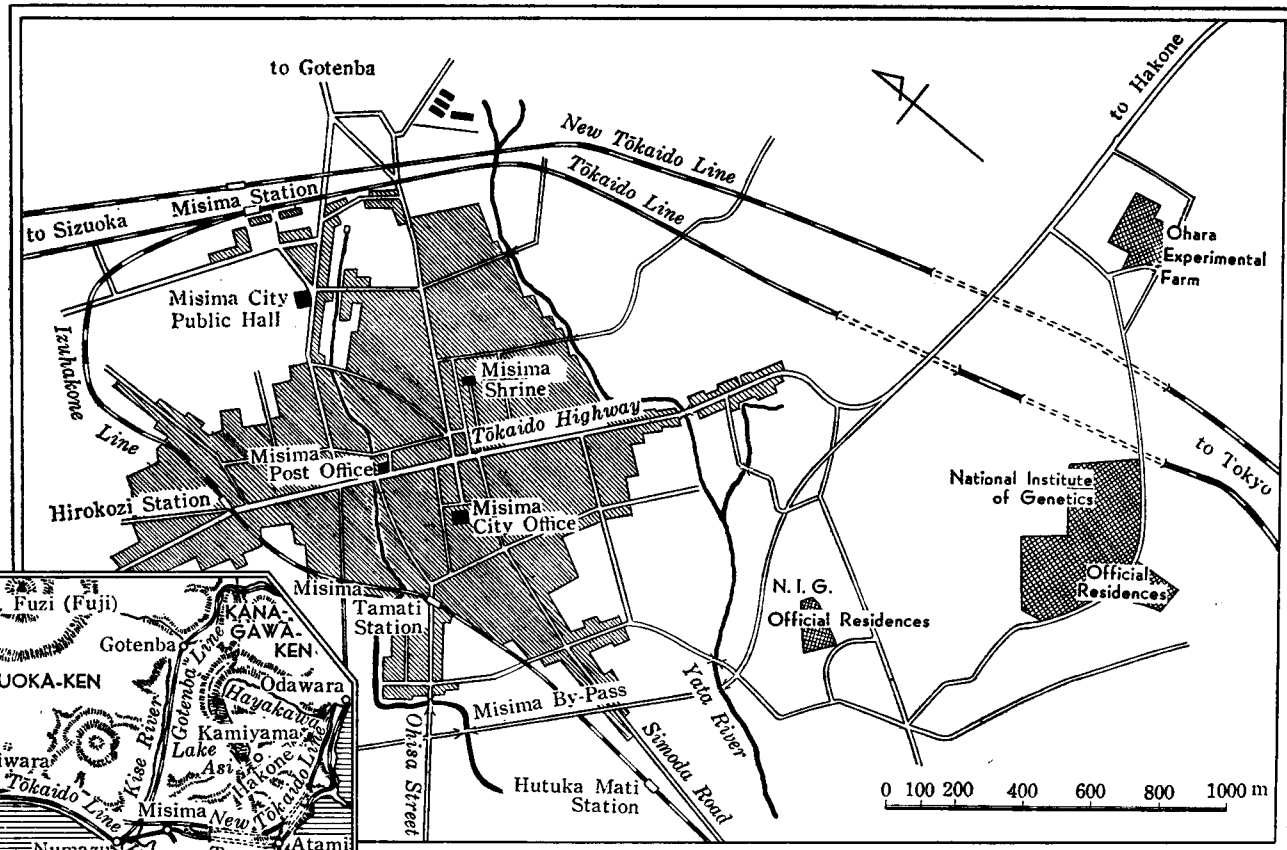 to Gotenba
New Tōkaido Line
Tōkaido Line
to Hakone
to Sizuoka
Misima Station
Misima City
Public Hall
Ohara
Experimental
Farm
Izuhakone
Line
Misima
Shrine
Tōkaido Highway
Misima
Post Office
Hirokozi Station
Misima
City Office
National Institute
of Genetics
to Tokyo
Official
Residences
Misima
Tamati
Station
N.I.G.
Official Residences
Misima By-Pass
Yata River
Simoda Road
Ohisa Street
Hutuka Mati
Station
0 100 200 400 600 800 1000 m
Fuzi (Fuji)
KANA-
GAWA-
KEN
Gotenba
Gotenba Line
UOKA-KEN
Odawara
Hayakawa
Kise River
Kamiyama
Lake
Asi
Hakone
iwara
Tōkaido Line
Misima
New Tōkaido Line
Numazu
Atami